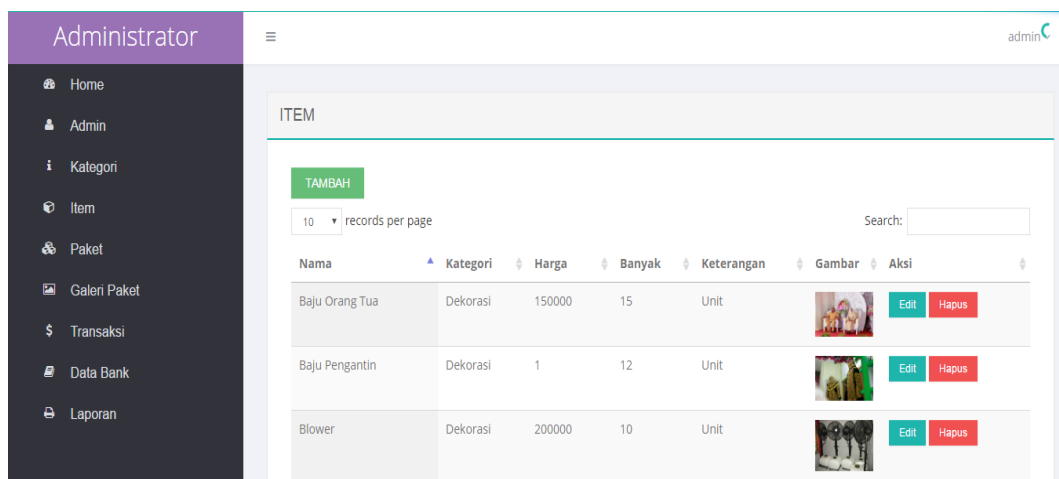 Administrator
admin
Home
Admin
Kategori
Item
Paket
Galeri Paket
Transaksi
Data Bank
Laporan
ITEM
TAMBAH
10 records per page
Search:
Nama Kategori Harga Banyak Keterangan Gambar Aksi
Baju Orang Tua Dekorasi 150000 15 Unit Edit Hapus
Baju Pengantin Dekorasi 1 12 Unit Edit Hapus
Blower Dekorasi 200000 10 Unit Edit Hapus